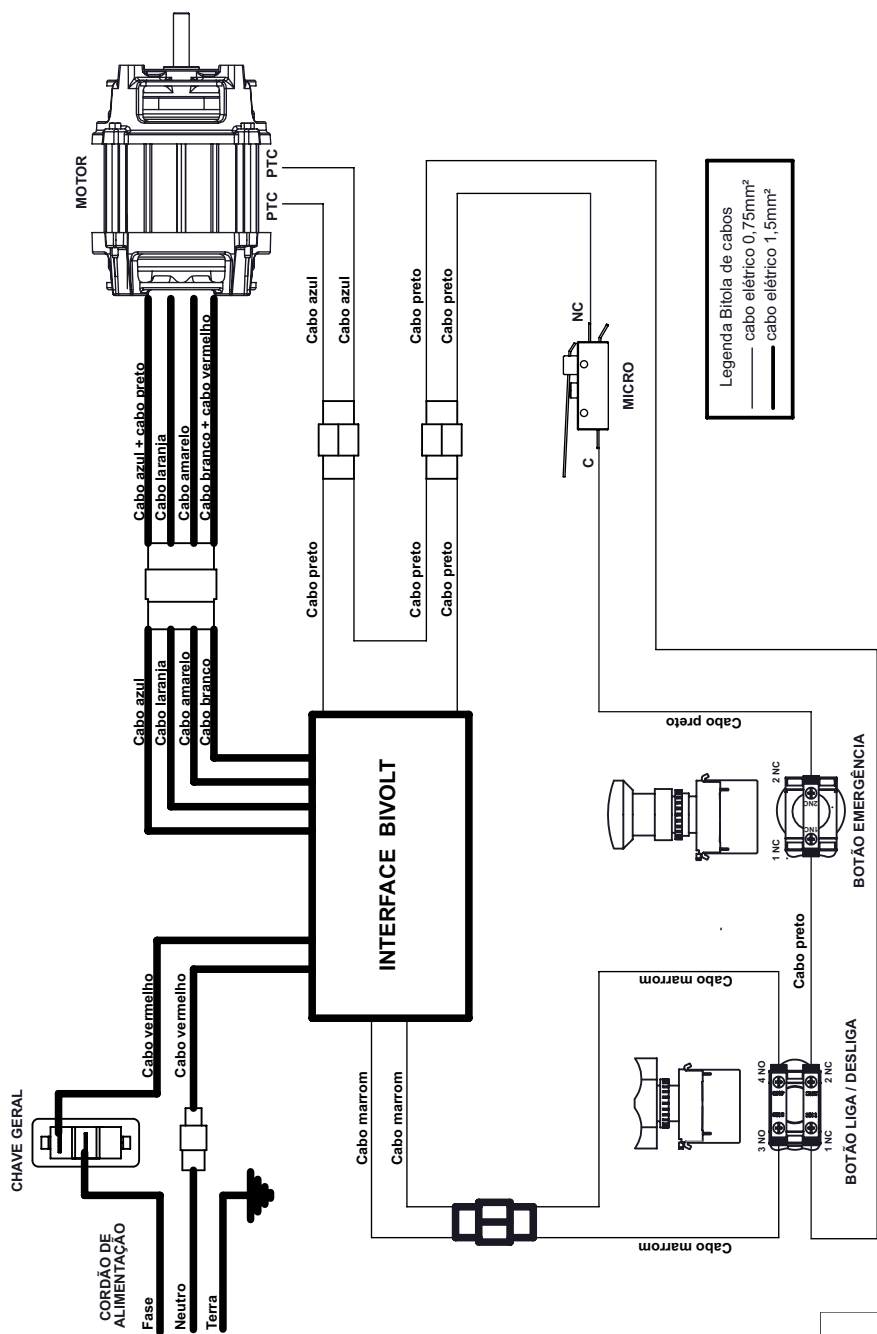 CORDÃO DE
ALIMENTAÇÃO
Fase
Neutro
Terra
CHAVE GERAL
Cabo vermelho
Cabo vermelho
Cabo azul
Cabo laranja
Cabo amarelo
Cabo branco
Cabo azul + cabo preto
Cabo laranja
Cabo amarelo
Cabo branco + cabo vermelho
MOTOR
PTC
PTC
INTERFACE BIVOLT
Cabo preto
Cabo azul
Cabo azul
Cabo preto
Cabo preto
Cabo preto
Cabo preto
Cabo marrom
Cabo marrom
Cabo marrom
Cabo marrom
C
NC
MICRO
Cabo preto
3 NO
4 NO
1 NC
2 NC
BOTÃO LIGA / DESLIGA
Cabo preto
1 NC
2 NC
1NC
2NC
BOTÃO EMERGÊNCIA
Legenda Bitola de cabos
cabo elétrico 0,75mm²
cabo elétrico 1,5mm²